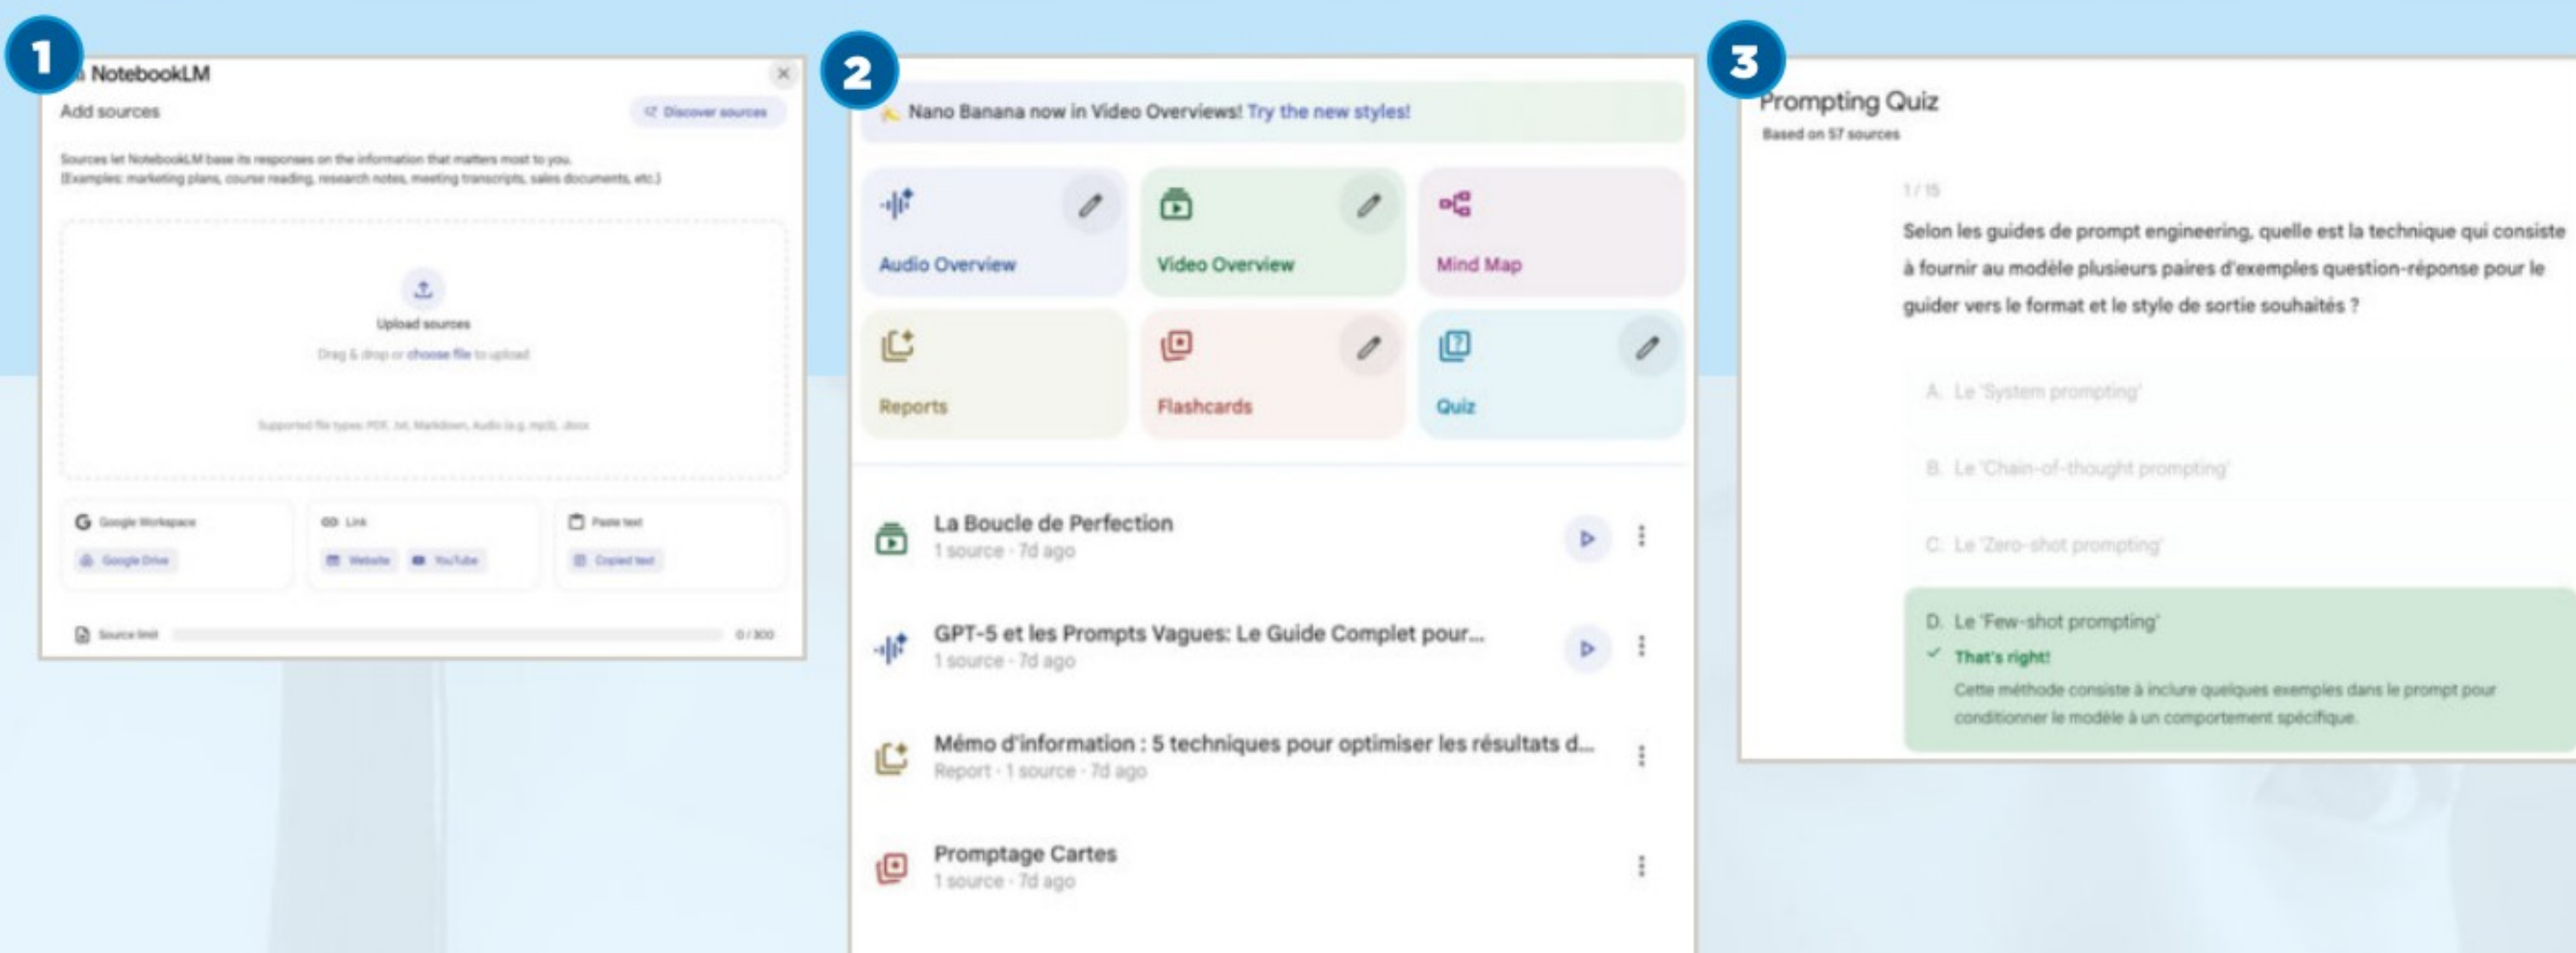 1
NotebookLM
Add sources
Discover sources
Sources let NotebookLM base its responses on the information that matters most to you.
(Examples: marketing plans, course reading, research notes, meeting transcripts, sales documents, etc.)
Upload sources
Drag & drop or choose file to upload
Supported file types: PDF, .txt, Markdown, Audio (e.g. mp3), .docx
Google Workspace
Google Drive
Link
Website
YouTube
Paste text
Copied text
Source limit
0 / 300
2
Nano Banana now in Video Overviews! Try the new styles!
Audio Overview
Video Overview
Mind Map
Reports
Flashcards
Quiz
La Boucle de Perfection
1 source · 7d ago
GPT-5 et les Prompts Vagues: Le Guide Complet pour...
1 source · 7d ago
Mémo d'information : 5 techniques pour optimiser les résultats d...
Report · 1 source · 7d ago
Promptage Cartes
1 source · 7d ago
3
Prompting Quiz
Based on 57 sources
1 / 15
Selon les guides de prompt engineering, quelle est la technique qui consiste
à fournir au modèle plusieurs paires d'exemples question-réponse pour le
guider vers le format et le style de sortie souhaités ?
A. Le 'System prompting'
B. Le 'Chain-of-thought prompting'
C. Le 'Zero-shot prompting'
D. Le 'Few-shot prompting'
That's right!
Cette méthode consiste à inclure quelques exemples dans le prompt pour
conditionner le modèle à un comportement spécifique.